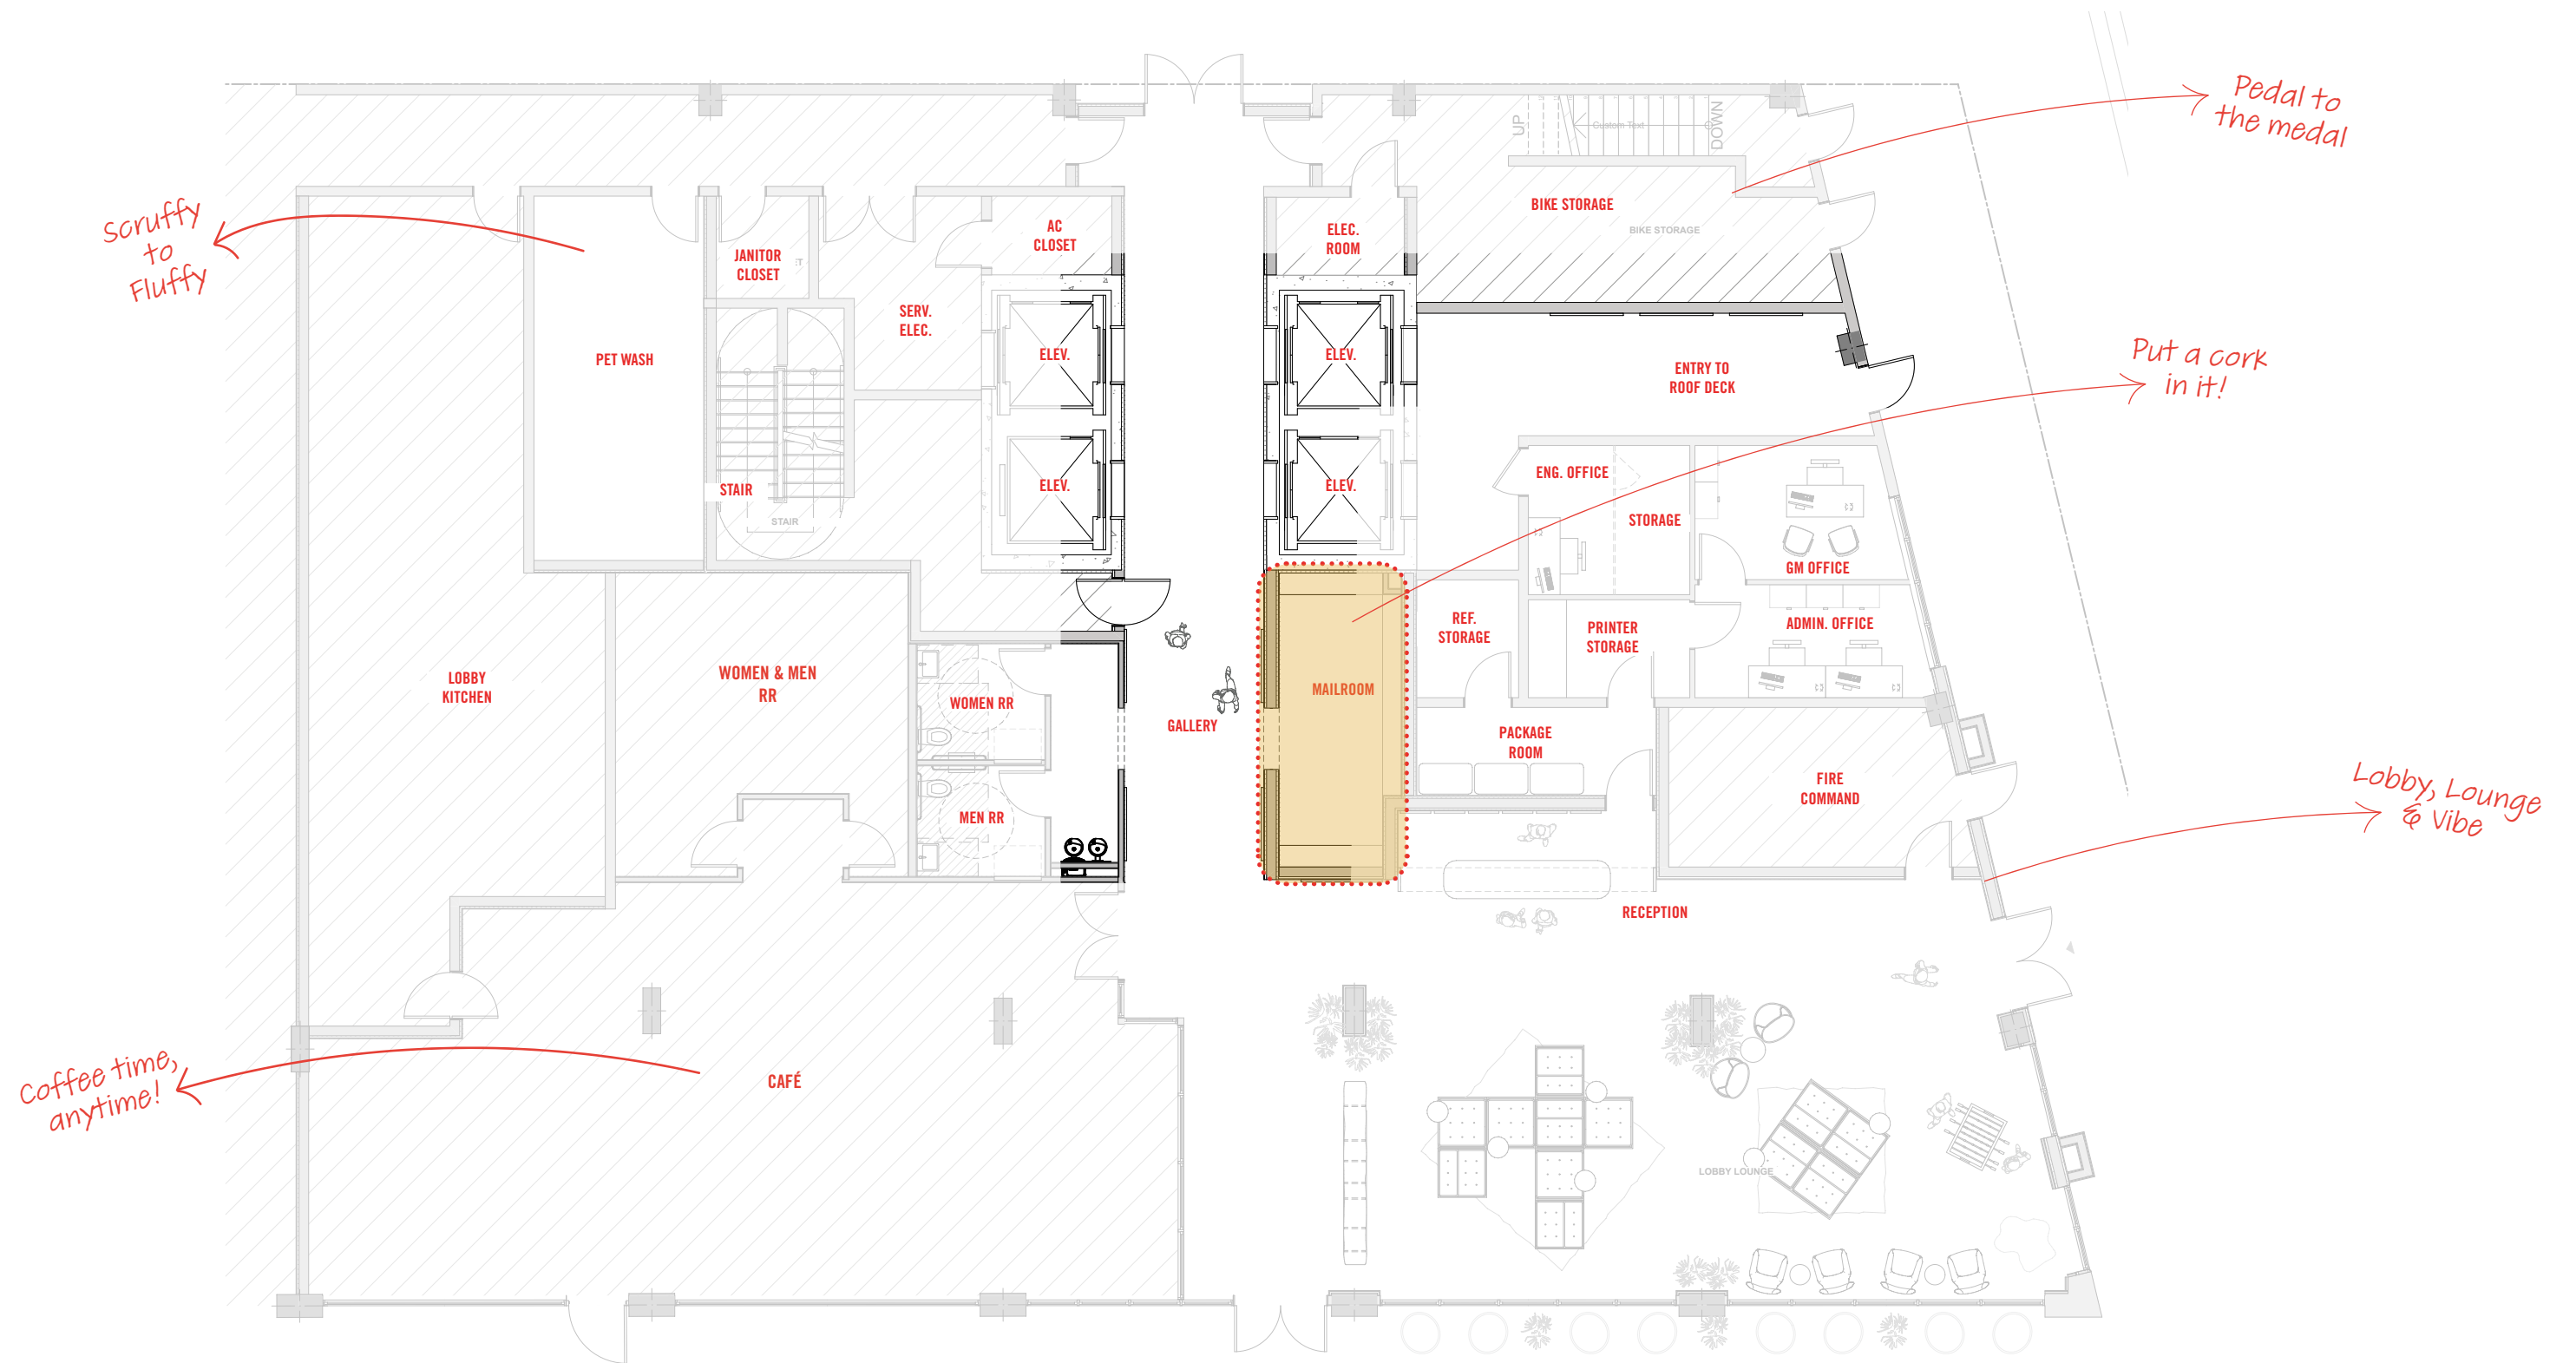 Pedal to
the medal
UP
Custom Text
DOWN
Scruffy
to
Fluffy
BIKE STORAGE
BIKE STORAGE
AC
CLOSET
ELEC.
ROOM
JANITOR
CLOSET
SERV.
ELEC.
PET WASH
ELEV.
ELEV.
ENTRY TO
ROOF DECK
Put a cork
in it!
STAIR
STAIR
ELEV.
ELEV.
ENG. OFFICE
STORAGE
GM OFFICE
REF.
STORAGE
PRINTER
STORAGE
ADMIN. OFFICE
LOBBY
KITCHEN
WOMEN & MEN
RR
WOMEN RR
MAILROOM
GALLERY
PACKAGE
ROOM
FIRE
COMMAND
MEN RR
Lobby, Lounge
& Vibe
RECEPTION
Coffee time,
anytime!
CAFÉ
LOBBY LOUNGE